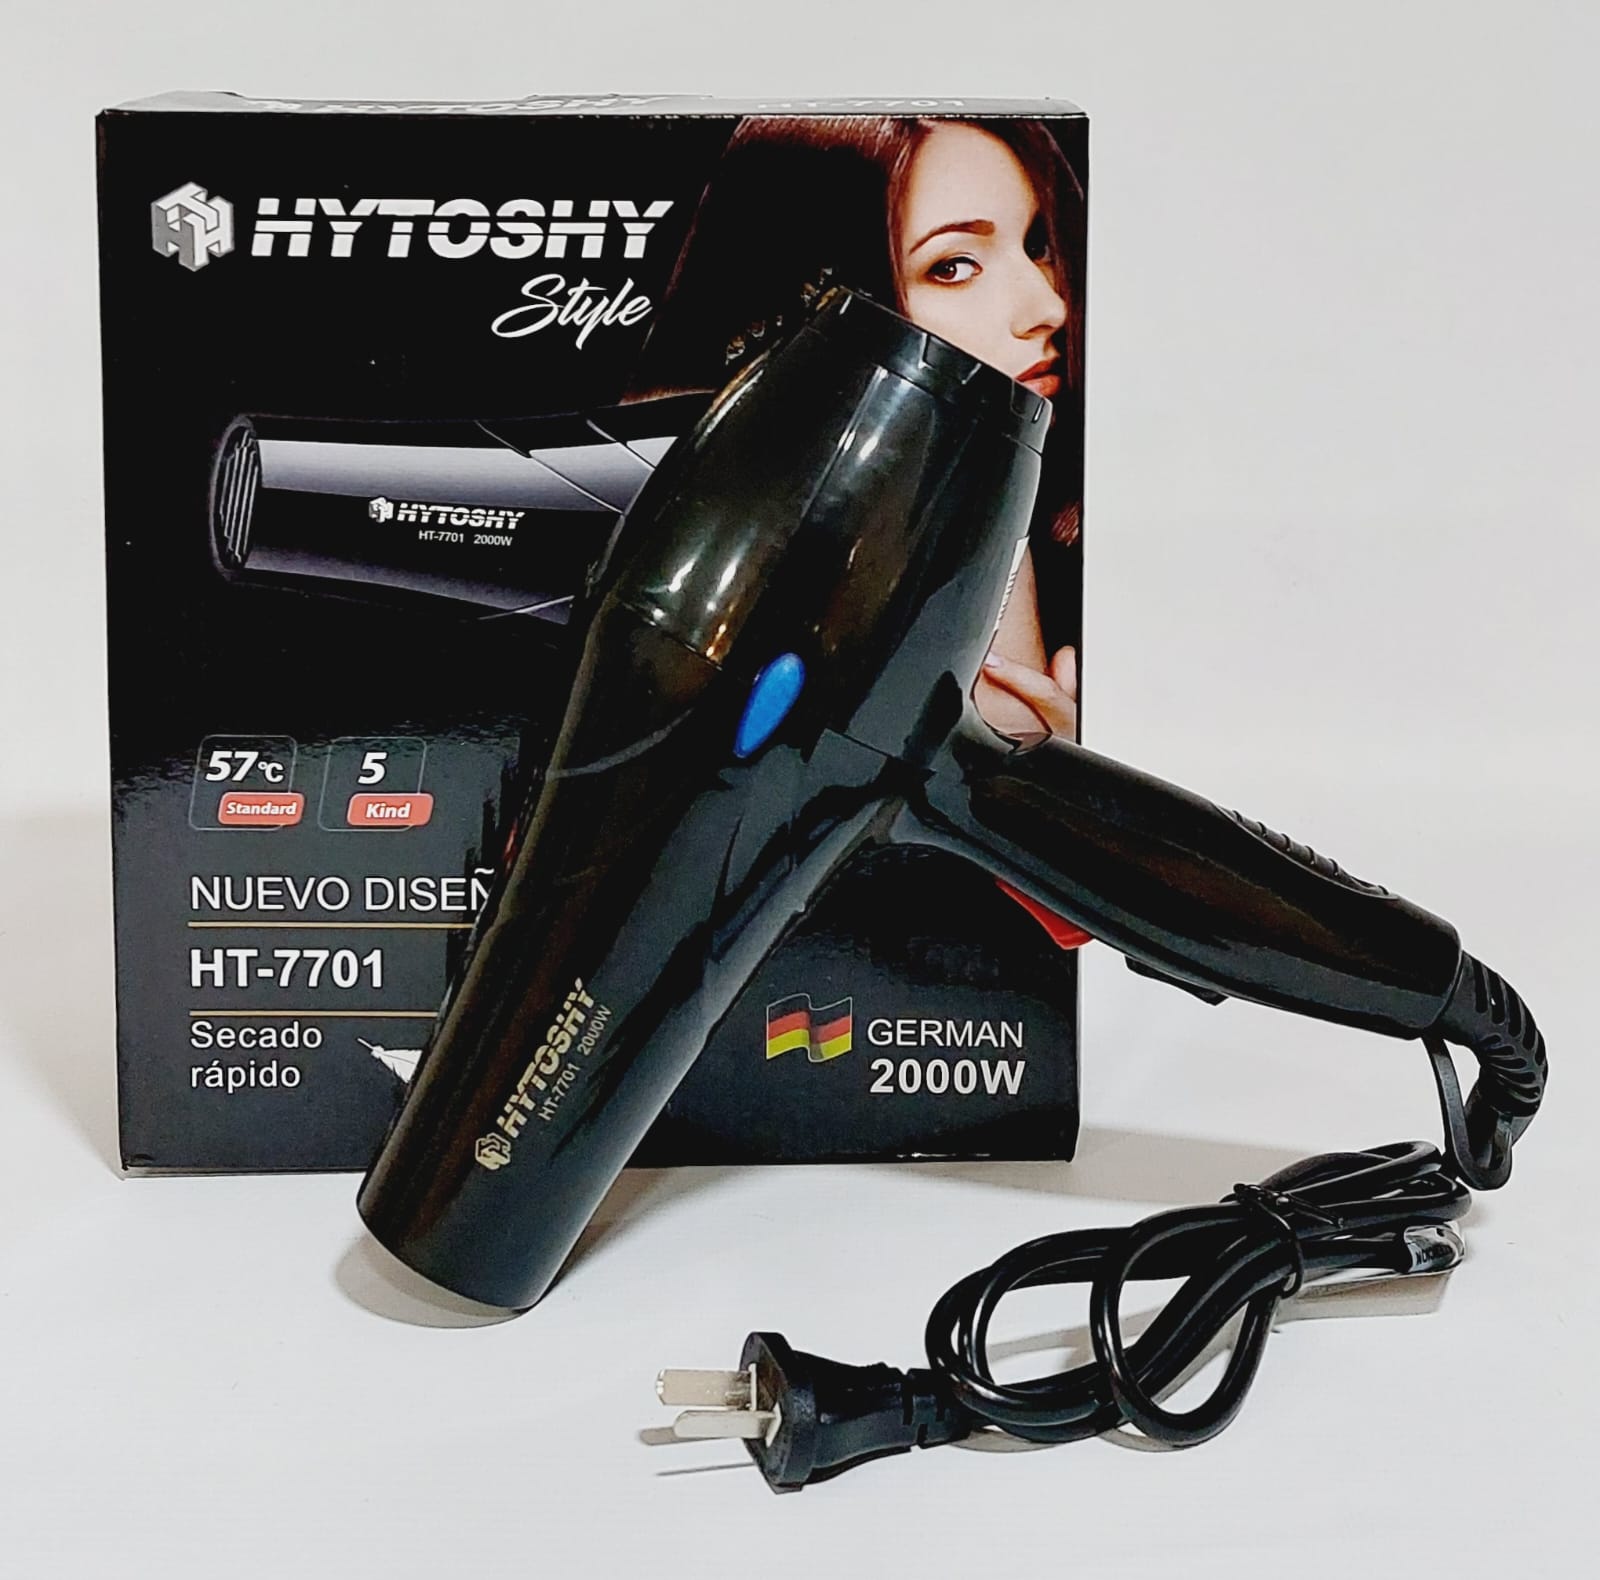 HYTOSHY
HT-7701
HYTOSHY
Style
HYTOSHY
HT-7701 2000W
57°C
Standard
5
Kind
NUEVO DISEÑ
HT-7701
Secado
rápido
GERMAN
2000W
HYTOSHY
HT-7701 2000W